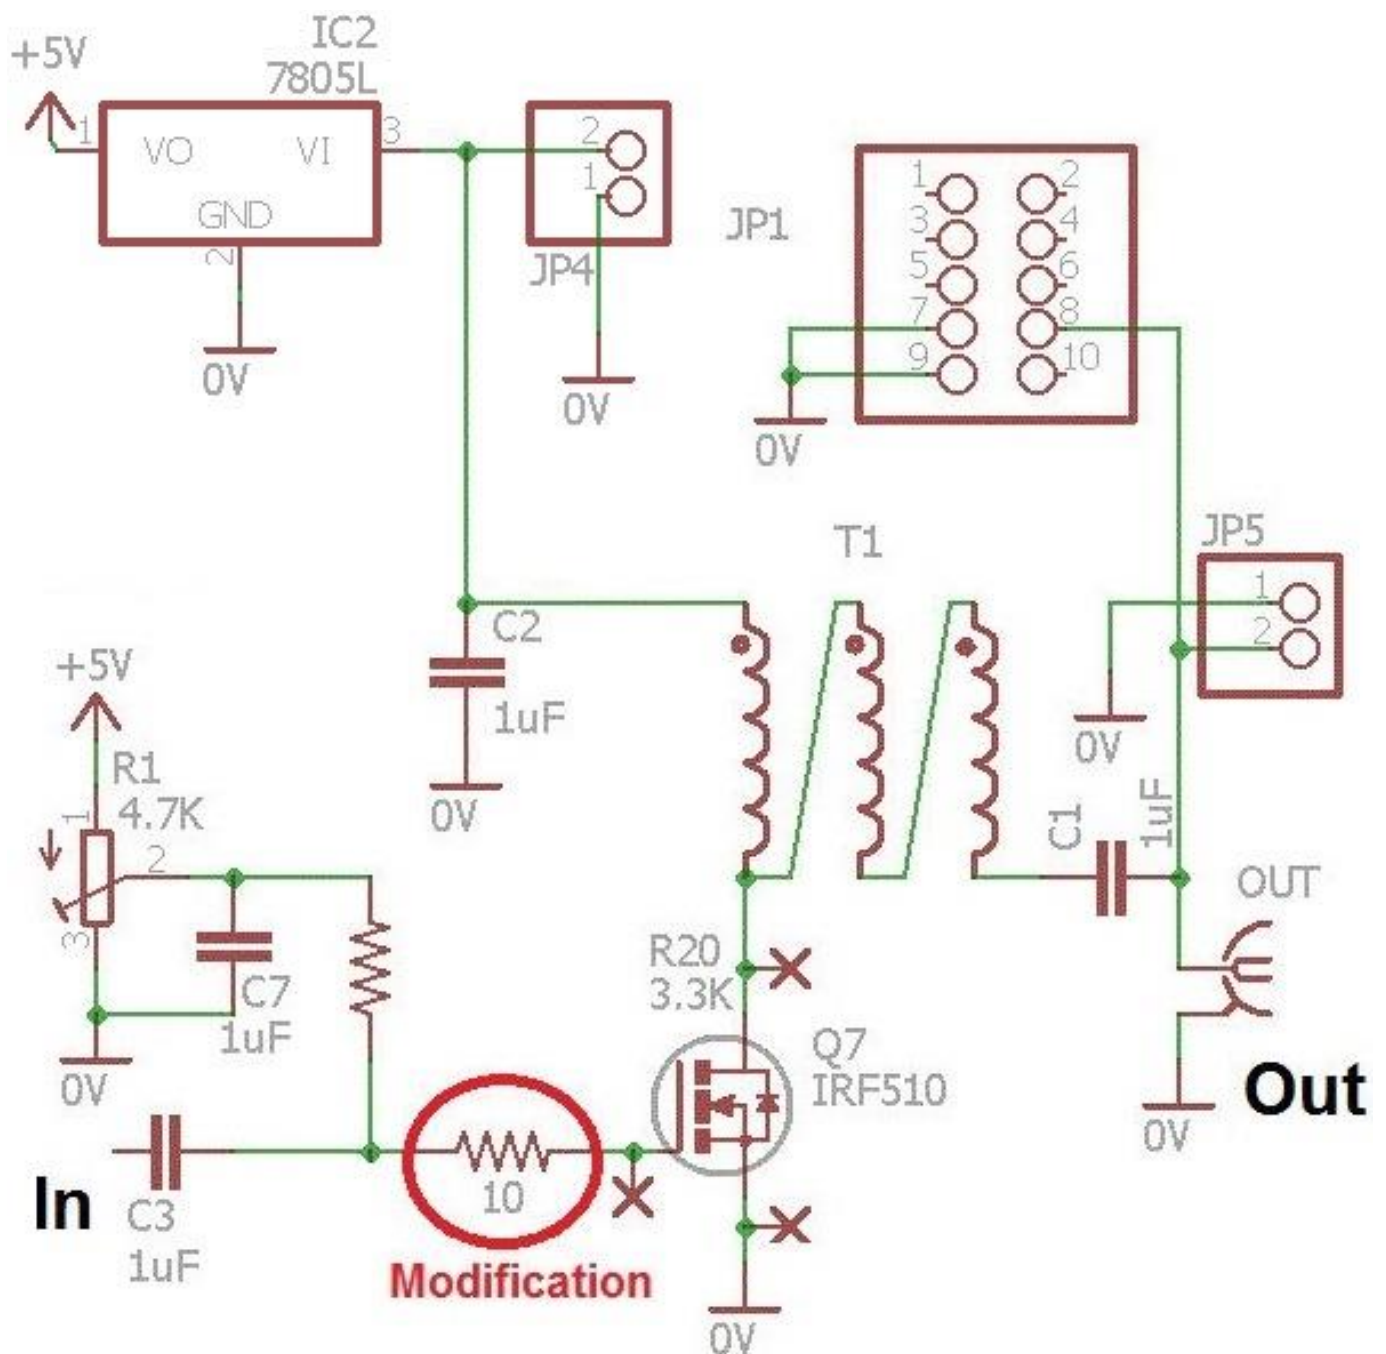 IC2
7805L
+5V
1
VO
VI
3
GND
2
0V
2
1
JP4
0V
JP1
1
2
3
4
5
6
7
8
9
10
0V
T1
JP5
1
2
0V
C2
1uF
0V
+5V
R1
4.7K
1
2
3
C7
1uF
0V
C1
1uF
OUT
R20
3.3K
Q7
IRF510
Out
0V
In
C3
1uF
10
Modification
0V